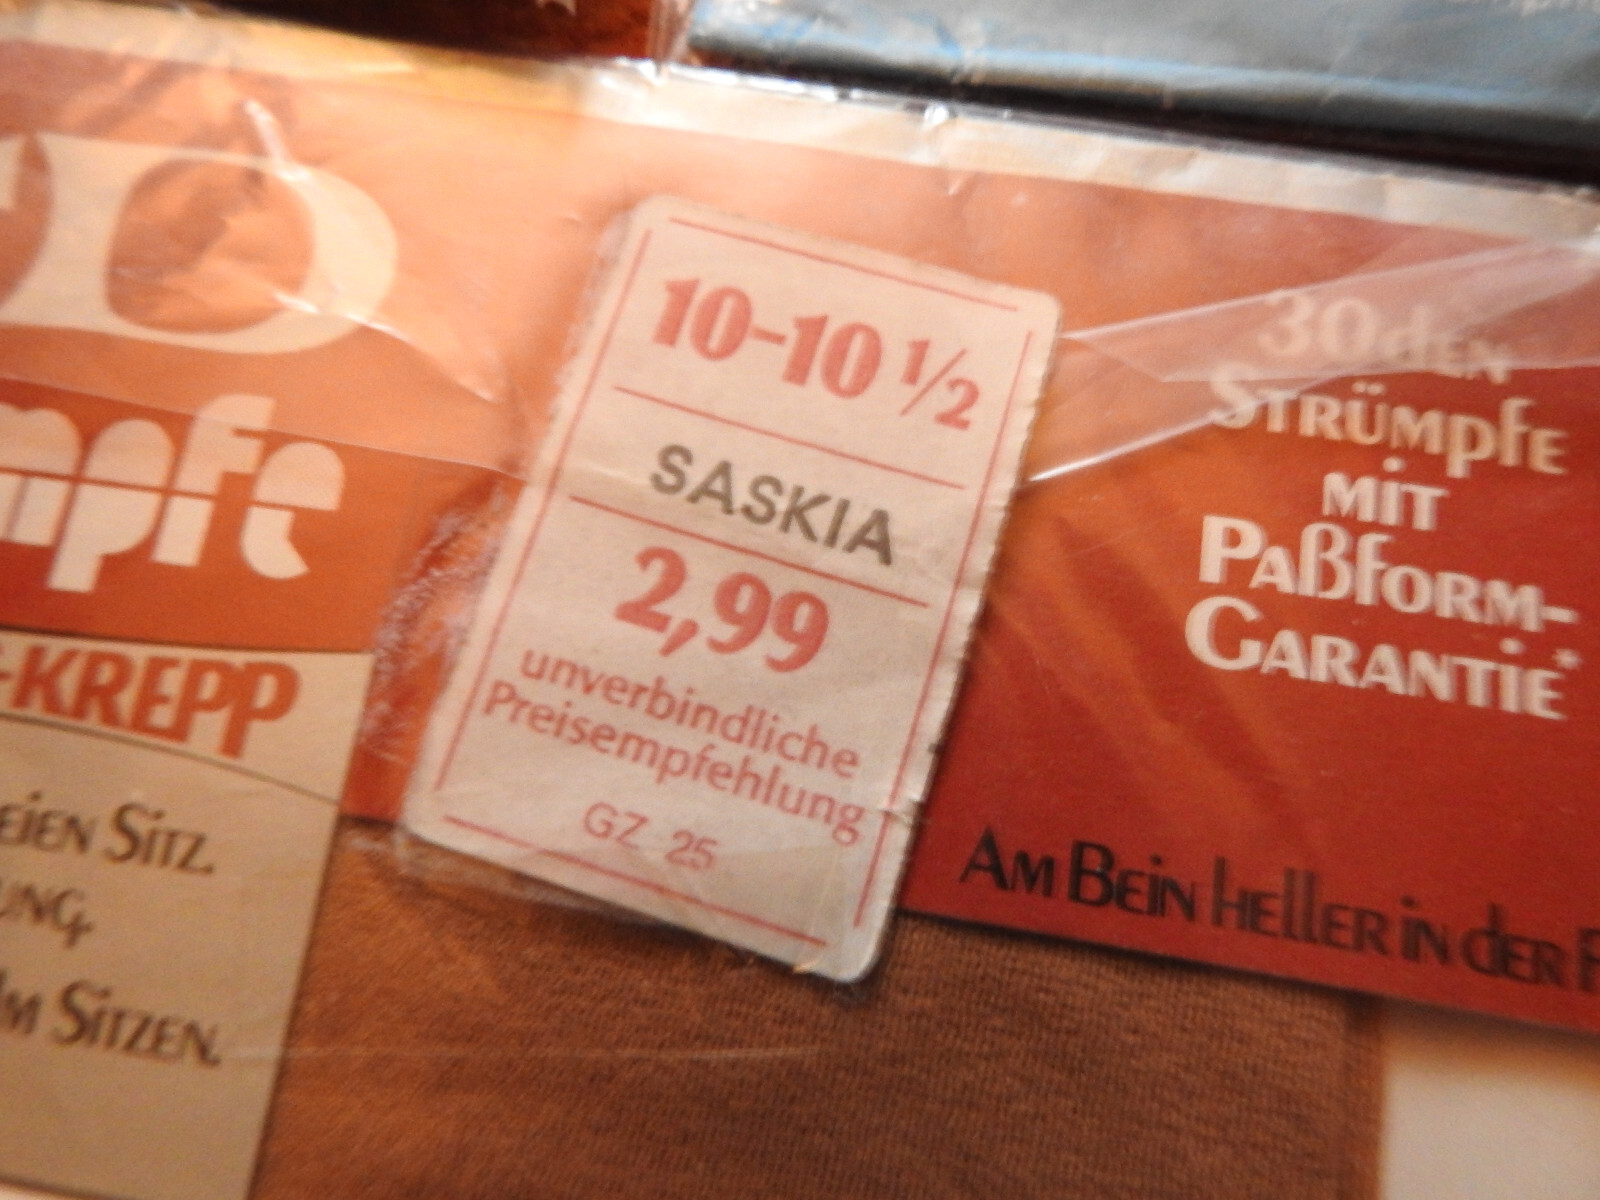 D
mpfe
-KREPP
EIEN SITZ.
UNG,
IM SITZEN.
10-10 1/2
SASKIA
2,99
unverbindliche
Preisempfehlung
GZ 25
30 den
STRÜMPFE
MIT
PAßFORM-
GARANTIE*
AM BEIN HELLER IN DER